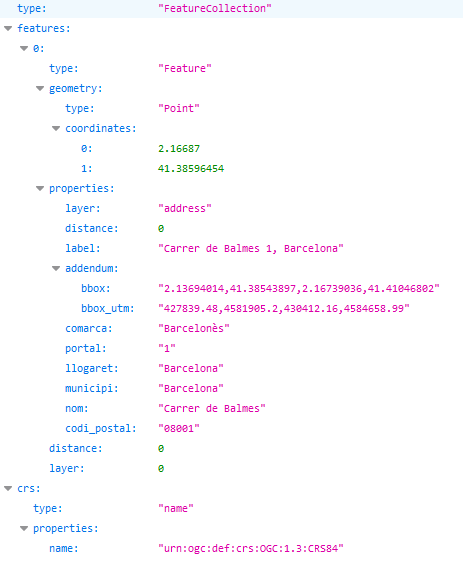 type: "FeatureCollection"
features:
0:
type: "Feature"
geometry:
type: "Point"
coordinates:
0: 2.16687
1: 41.38596454
properties:
layer: "address"
distance: 0
label: "Carrer de Balmes 1, Barcelona"
addendum:
bbox: "2.13694014,41.38543897,2.16739036,41.41046802"
bbox_utm: "427839.48,4581905.2,430412.16,4584658.99"
comarca: "Barcelonès"
portal: "1"
llogaret: "Barcelona"
municipi: "Barcelona"
nom: "Carrer de Balmes"
codi_postal: "08001"
distance: 0
layer: 0
crs:
type: "name"
properties:
name: "urn:ogc:def:crs:OGC:1.3:CRS84"